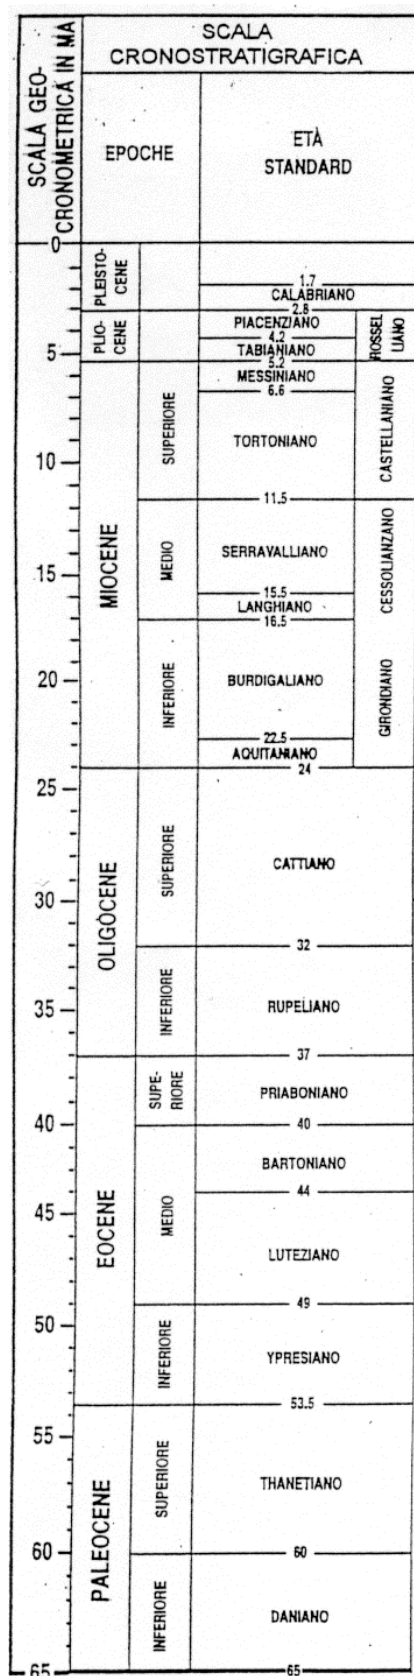 SCALA GEO-
CRONOMETRICA IN MA
SCALA
CRONOSTRATIGRAFICA
EPOCHE
ETÀ
STANDARD
0
PLEISTO-
CENE
1.7
CALABRIANO
2.8
PLIO-
CENE
PIACENZIANO
4.2
TABIANIANO
ROSSEL
LIANO
5
5.2
MIOCENE
SUPERIORE
MESSINIANO
6.6
TORTONIANO
CASTELLANIANO
10
11.5
MEDIO
SERRAVALLIANO
CESSOLIANZANO
15
15.5
LANGHIANO
16.5
INFERIORE
BURDIGALIANO
GIRONDIANO
20
22.5
AQUITANIANO
24
25
OLIGOCENE
SUPERIORE
CATTIANO
30
32
INFERIORE
RUPELIANO
35
37
EOCENE
SUPE-
RIORE
PRIABONIANO
40
40
MEDIO
BARTONIANO
44
45
LUTEZIANO
49
50
INFERIORE
YPRESIANO
53.5
55
PALEOCENE
SUPERIORE
THANETIANO
60
60
INFERIORE
DANIANO
65
65